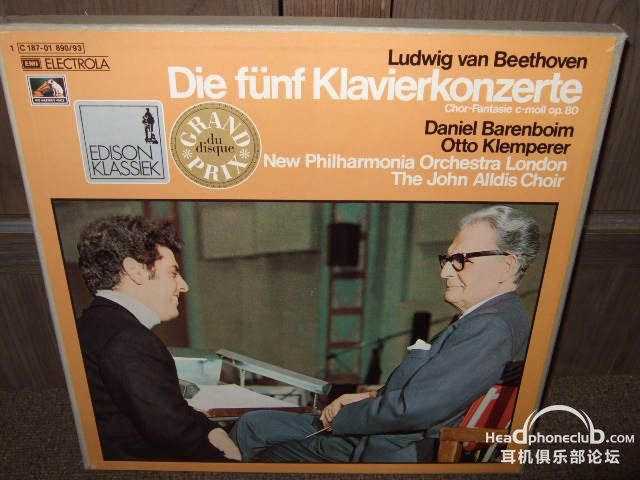 1 C 187-01 890/93
EMI ELECTROLA
Ludwig van Beethoven
Die fünf Klavierkonzerte
Chor-Fantasie c-moll op. 80
Daniel Barenboim
Otto Klemperer
New Philharmonia Orchestra London
The John Alldis Choir
EDISON
KLASSIEK
GRAND
du
disque
PRIX
Headphoneclub.com
耳机俱乐部论坛